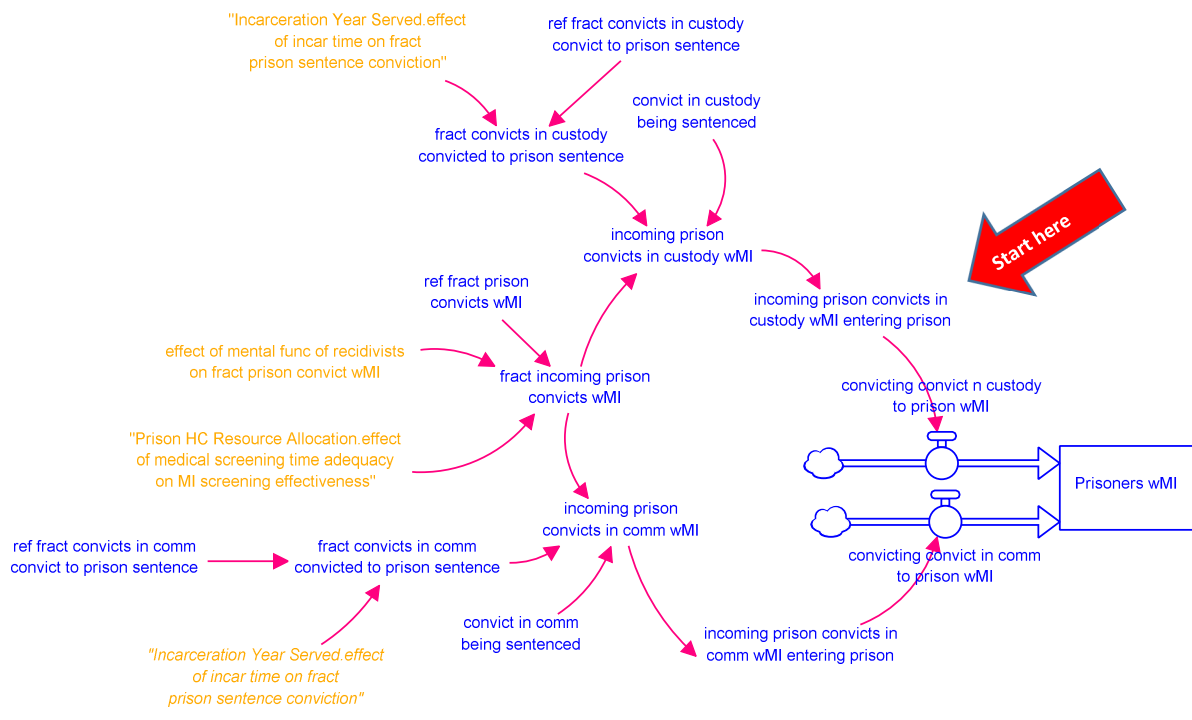 "Incarceration Year Served.effect
of incar time on fract
prison sentence conviction"
ref fract convicts in custody
convict to prison sentence
convict in custody
being sentenced
fract convicts in custody
convicted to prison sentence
Start here
incoming prison
convicts in custody wMI
ref fract prison
convicts wMI
incoming prison convicts in
custody wMI entering prison
effect of mental func of recidivists
on fract prison convict wMI
fract incoming prison
convicts wMI
convicting convict n custody
to prison wMI
"Prison HC Resource Allocation.effect
of medical screening time adequacy
on MI screening effectiveness"
Prisoners wMI
incoming prison
convicts in comm wMI
ref fract convicts in comm
convict to prison sentence
fract convicts in comm
convicted to prison sentence
convicting convict in comm
to prison wMI
convict in comm
being sentenced
incoming prison convicts in
comm wMI entering prison
"Incarceration Year Served.effect
of incar time on fract
prison sentence conviction"